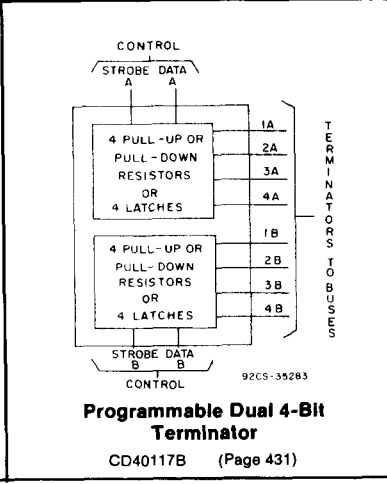 CONTROL
STROBE DATA
A A
4 PULL-UP OR
PULL-DOWN
RESISTORS
OR
4 LATCHES
1A
2A
3A
4A
4 PULL-UP OR
PULL-DOWN
RESISTORS
OR
4 LATCHES
1B
2B
3B
4B
TERMINATORS TO BUSES
STROBE DATA
B B
CONTROL
92CS-35283
Programmable Dual 4-Bit
Terminator
CD40117B (Page 431)